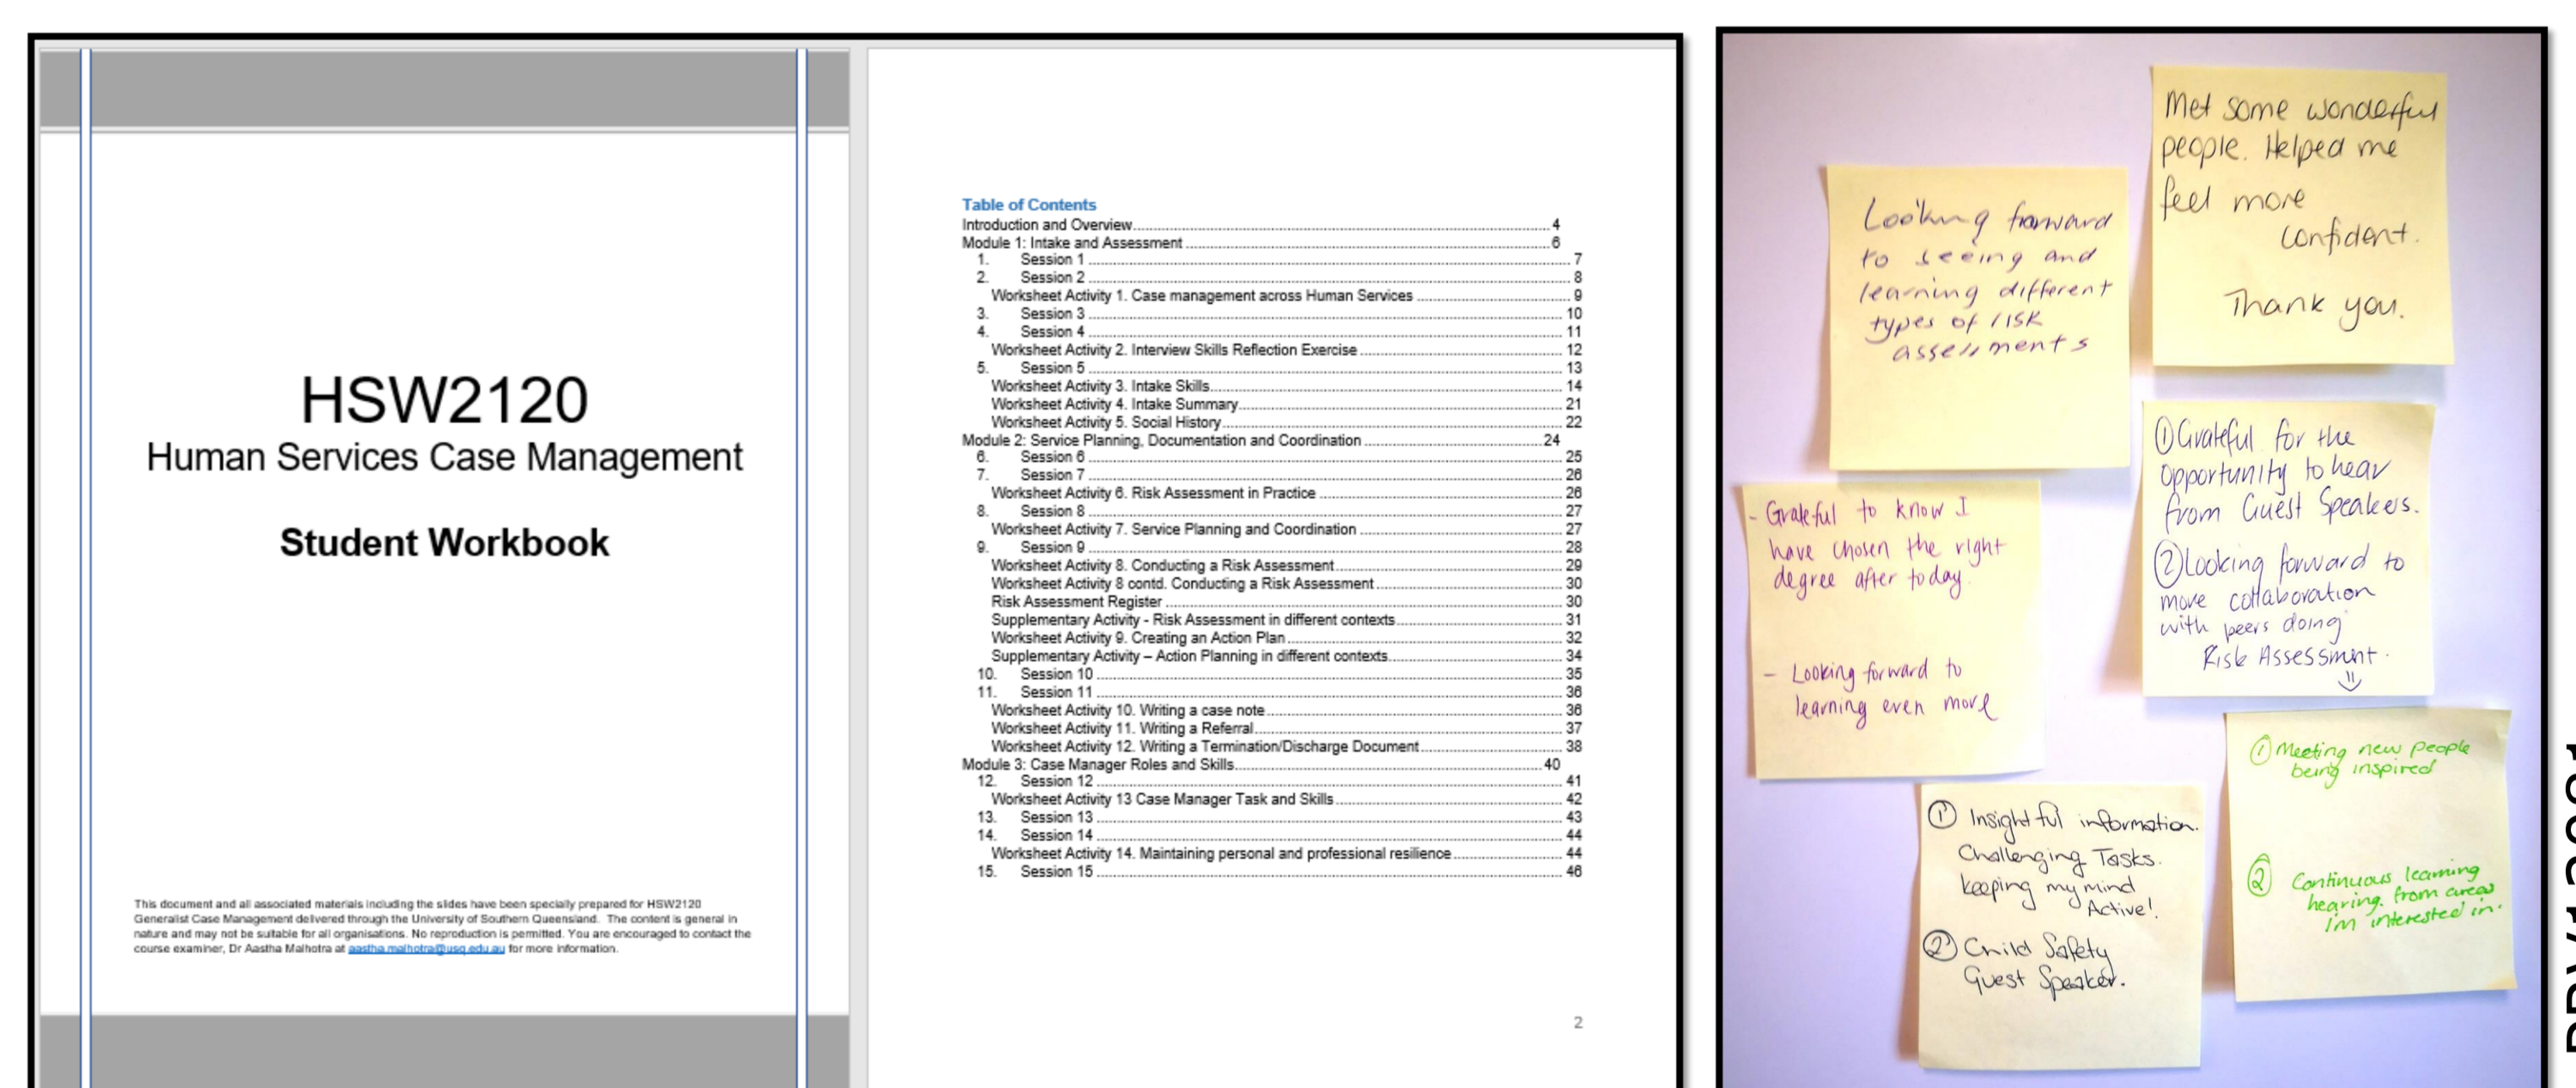 HSW2120
Human Services Case Management
Student Workbook
This document and all associated materials including the slides have been specially prepared for HSW2120
Generalist Case Management delivered through the University of Southern Queensland. The content is general in
nature and may not be suitable for all organisations. No reproduction is permitted. You are encouraged to contact the
course examiner, Dr Aastha Malhotra at aastha.malhotra@usq.edu.au for more information.
Table of Contents
Introduction and Overview 4
Module 1: Intake and Assessment 6
1. Session 1 7
2. Session 2 8
Worksheet Activity 1. Case management across Human Services 9
3. Session 3 10
4. Session 4 11
Worksheet Activity 2. Interview Skills Reflection Exercise 12
5. Session 5 13
Worksheet Activity 3. Intake Skills 14
Worksheet Activity 4. Intake Summary 21
Worksheet Activity 5. Social History 22
Module 2: Service Planning, Documentation and Coordination 24
6. Session 6 25
7. Session 7 26
Worksheet Activity 6. Risk Assessment in Practice 26
8. Session 8 27
Worksheet Activity 7. Service Planning and Coordination 27
9. Session 9 28
Worksheet Activity 8. Conducting a Risk Assessment 29
Worksheet Activity 8 contd. Conducting a Risk Assessment 30
Risk Assessment Register 30
Supplementary Activity - Risk Assessment in different contexts 31
Worksheet Activity 9. Creating an Action Plan 32
Supplementary Activity – Action Planning in different contexts 34
10. Session 10 35
11. Session 11 36
Worksheet Activity 10. Writing a case note 36
Worksheet Activity 11. Writing a Referral 37
Worksheet Activity 12. Writing a Termination/Discharge Document 38
Module 3: Case Manager Roles and Skills 40
12. Session 12 41
Worksheet Activity 13 Case Manager Task and Skills 42
13. Session 13 43
14. Session 14 44
Worksheet Activity 14. Maintaining personal and professional resilience 44
15. Session 15 46
2
Looking forward
to seeing and
learning different
types of risk
assessments
Met some wonderful
people. Helped me
feel more
confident.
Thank you.
- Grateful to know I
have chosen the right
degree after today.
- Looking forward to
learning even more
① Grateful for the
opportunity to hear
from Guest Speakers.
② Looking forward to
more collaboration
with peers doing
Risk Assessment.
① Insightful information.
Challenging Tasks.
keeping my mind
Active!.
② Child Safety
Guest Speaker.
① Meeting new people
being inspired
② Continuous learning
hearing. from areas
I'm interested in.